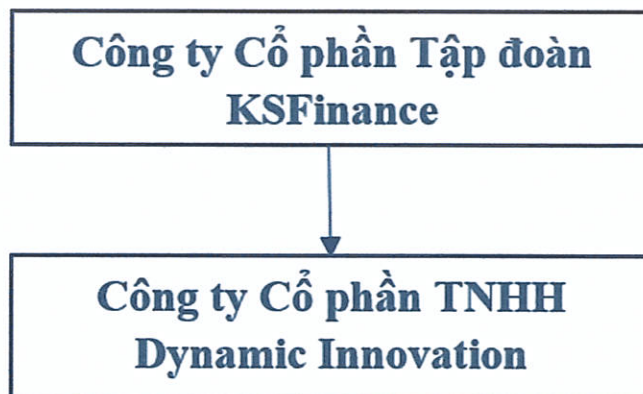 Công ty Cổ phần Tập đoàn
KSFinance
Công ty Cổ phần TNHH
Dynamic Innovation